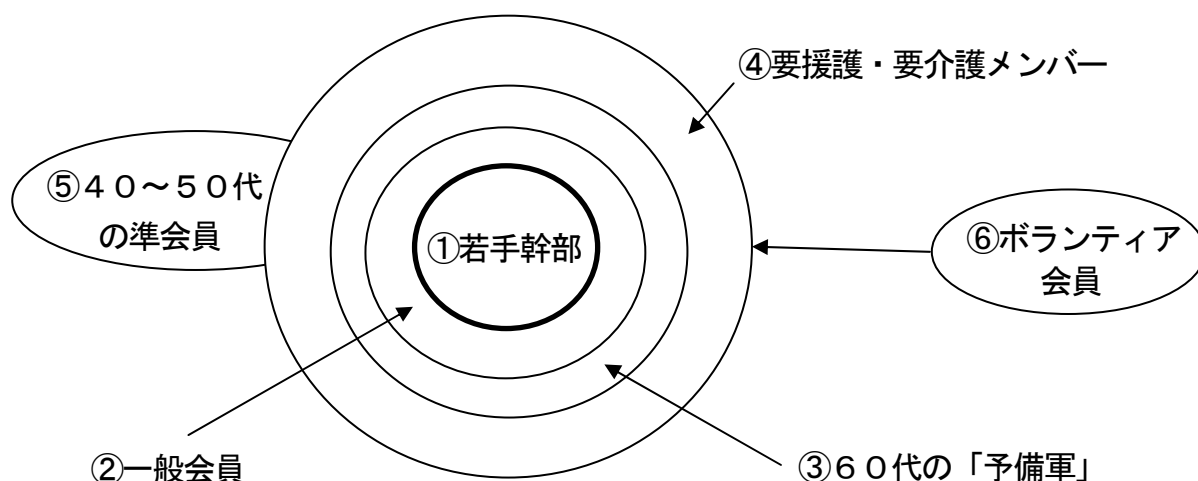 ④要援護・要介護メンバー
⑤４０～５０代
の準会員
①若手幹部
⑥ボランティア
会員
②一般会員
③６０代の「予備軍」